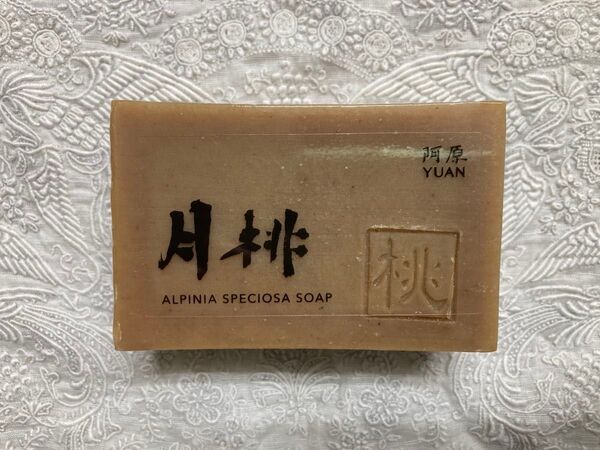 阿原
YUAN
月桃
ALPINIA SPECIOSA SOAP
桃